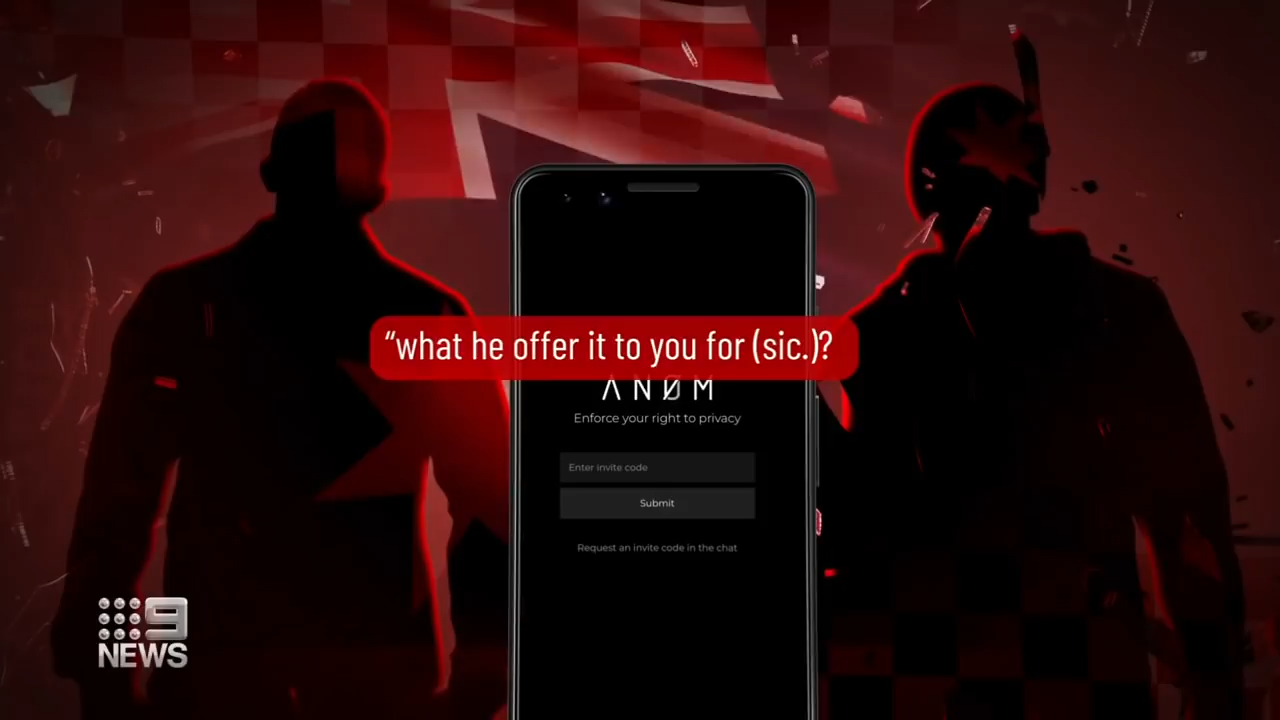 “what he offer it to you for (sic.)?
ANØM
Enforce your right to privacy
Enter invite code
Submit
Request an invite code in the chat
9
NEWS